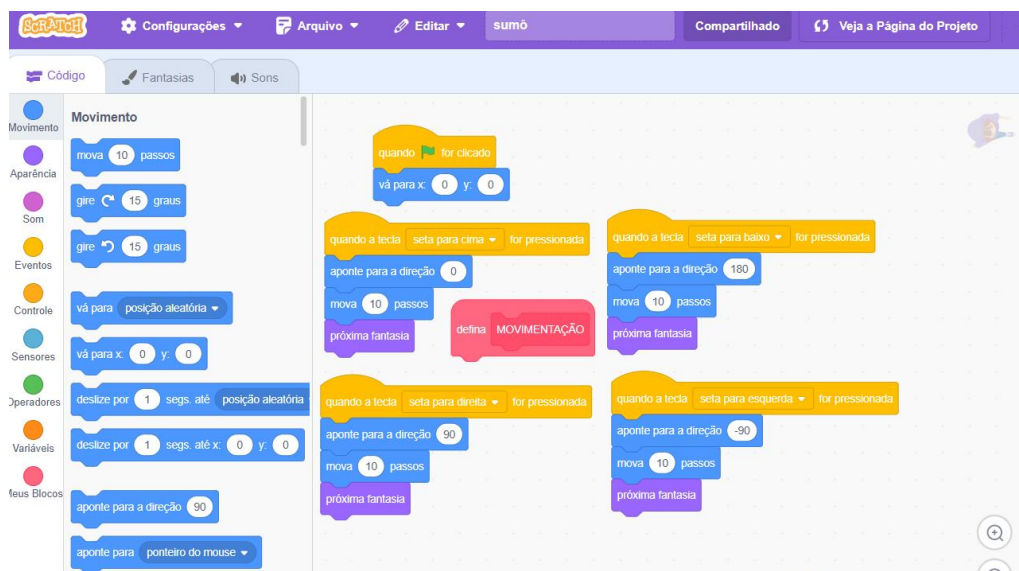 SCRATCH
Configurações
Arquivo
Editar
sumô
Compartilhado
Veja a Página do Projeto
Código
Fantasias
Sons
Movimento
Aparência
Som
Eventos
Controle
Sensores
Operadores
Variáveis
Meus Blocos
Movimento
mova 10 passos
gire 15 graus
gire 15 graus
vá para posição aleatória
vá para x: 0 y: 0
deslize por 1 segs. até posição aleatória
deslize por 1 segs. até x: 0 y: 0
aponte para a direção 90
aponte para ponteiro do mouse
quando for clicado
vá para x: 0 y: 0
quando a tecla seta para cima for pressionada
aponte para a direção 0
mova 10 passos
próxima fantasia
defina MOVIMENTAÇÃO
quando a tecla seta para baixo for pressionada
aponte para a direção 180
mova 10 passos
próxima fantasia
quando a tecla seta para direita for pressionada
aponte para a direção 90
mova 10 passos
próxima fantasia
quando a tecla seta para esquerda for pressionada
aponte para a direção -90
mova 10 passos
próxima fantasia